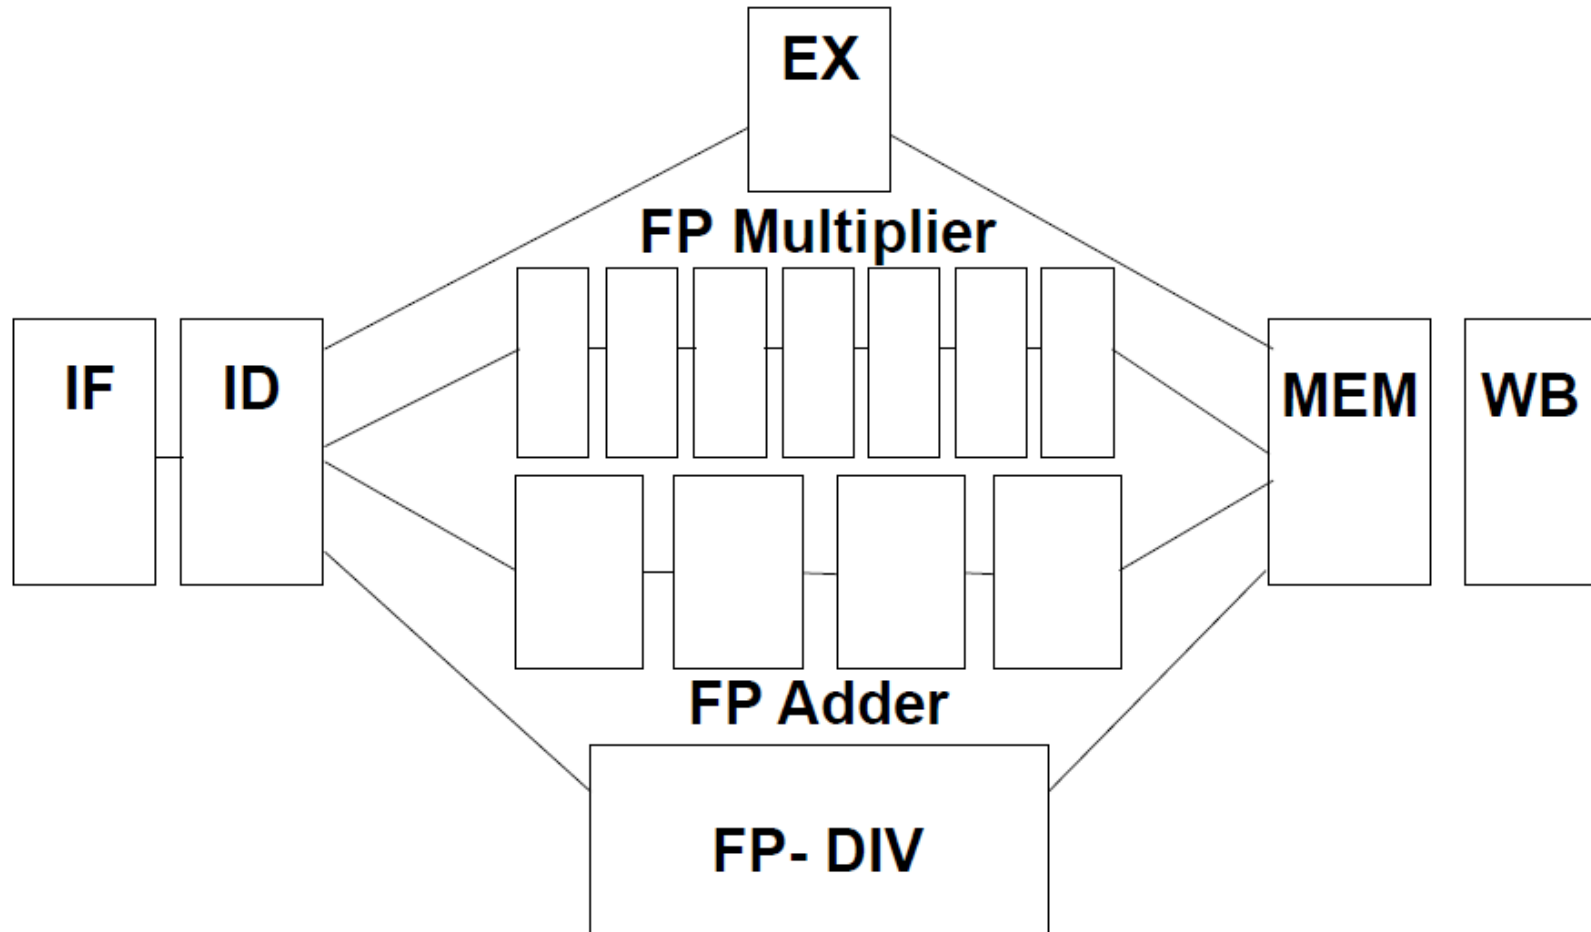 EX
FP Multiplier
IF
ID
MEM
WB
FP Adder
FP- DIV